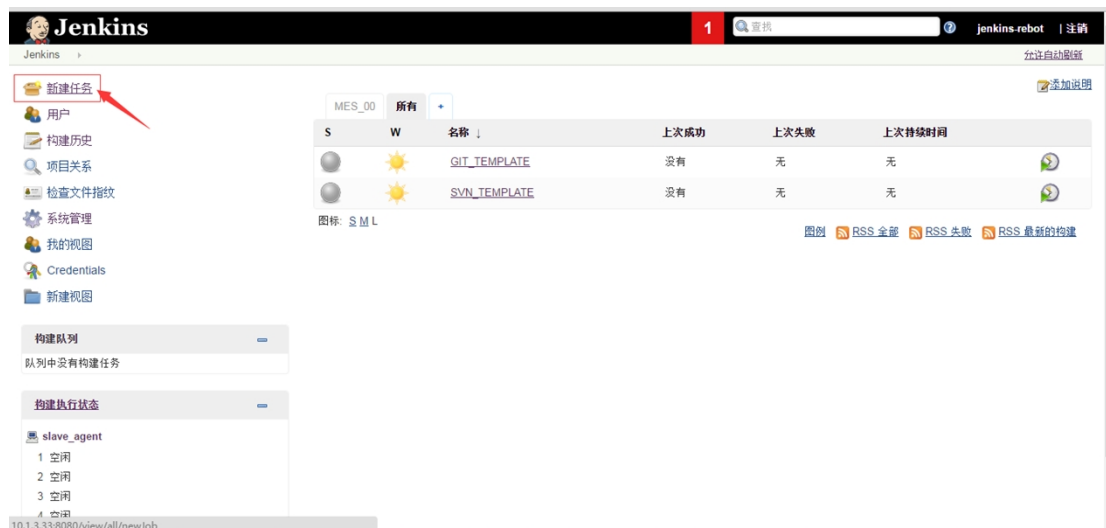 Jenkins
1
查找
jenkins-rebot | 注销
Jenkins
允许自动刷新
新建任务
用户
构建历史
项目关系
检查文件指纹
系统管理
我的视图
Credentials
新建视图
添加说明
MES_00 所有 +
S W 名称 ↓ 上次成功 上次失败 上次持续时间
GIT_TEMPLATE 没有 无 无
SVN_TEMPLATE 没有 无 无
图标: S M L
图例 RSS 全部 RSS 失败 RSS 最新的构建
构建队列
队列中没有构建任务
构建执行状态
slave_agent
1 空闲
2 空闲
3 空闲
4 空闲
10.1.3.33:8080/view/all/newJob